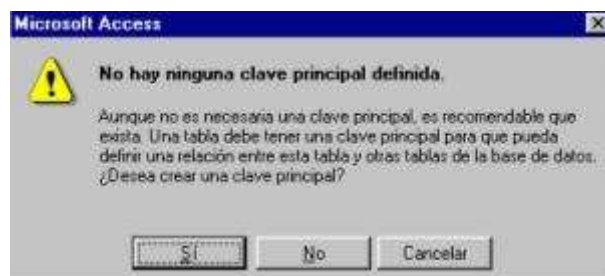 Microsoft Access
No hay ninguna clave principal definida.
Aunque no es necesaria una clave principal, es recomendable que
exista. Una tabla debe tener una clave principal para que pueda
definir una relación entre esta tabla y otras tablas de la base de datos.
¿Desea crear una clave principal?
Sí No Cancelar